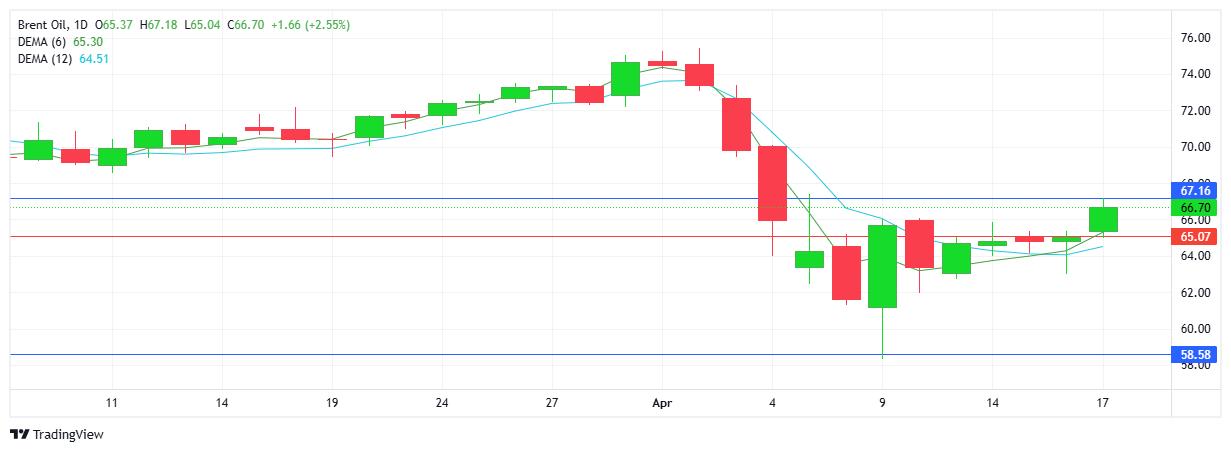 Brent Oil, 1D O65.37 H67.18 L65.04 C66.70 +1.66 (+2.55%)
DEMA (6) 65.30
DEMA (12) 64.51
76.00
74.00
72.00
70.00
68.00
67.16
66.70
66.00
65.07
64.00
62.00
60.00
58.58
58.00
11 14 19 24 27 Apr 4 9 14 17
TradingView